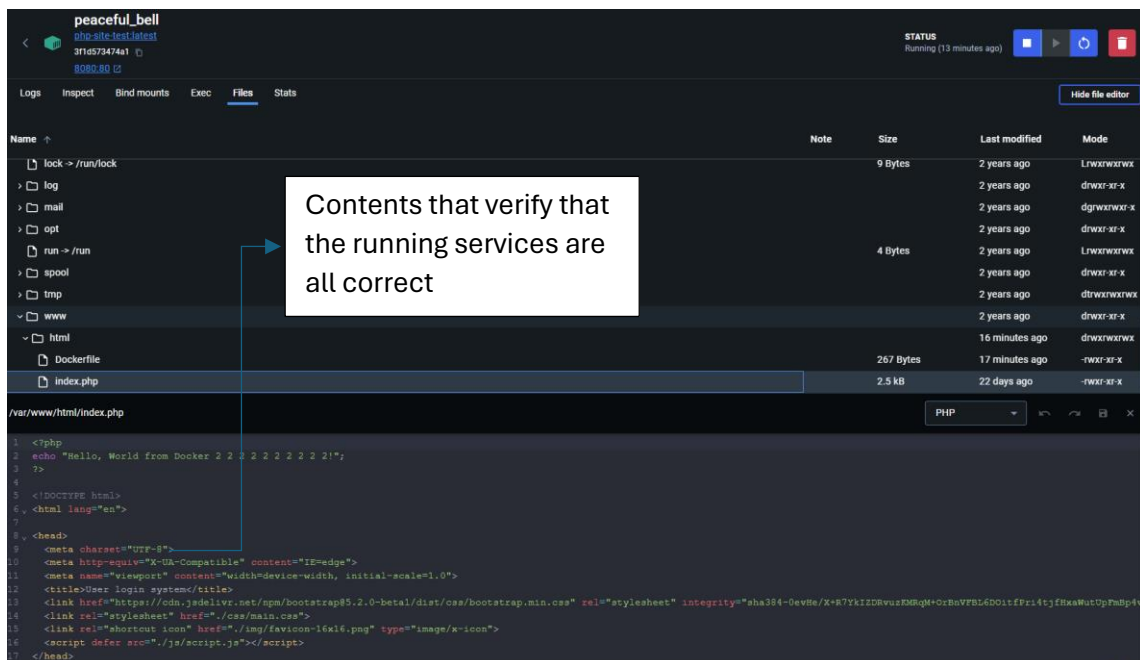 peaceful_bell
php-site-test:latest
3f1d573474a1
8080:80
STATUS
Running (13 minutes ago)
Logs Inspect Bind mounts Exec Files Stats
Hide file editor
Name ↑ Note Size Last modified Mode
lock -> /run/lock 9 Bytes 2 years ago Lrwxrwxrwx
log 2 years ago drwxr-xr-x
mail 2 years ago dgrwxrwxr-x
opt 2 years ago drwxr-xr-x
run -> /run 4 Bytes 2 years ago Lrwxrwxrwx
spool 2 years ago drwxr-xr-x
tmp 2 years ago dtrwxrwxrwx
www 2 years ago drwxr-xr-x
html 16 minutes ago drwxrwxrwx
Dockerfile 267 Bytes 17 minutes ago -rwxr-xr-x
index.php 2.5 kB 22 days ago -rwxr-xr-x
Contents that verify that
the running services are
all correct
/var/www/html/index.php PHP
1 <?php
2 echo "Hello, World from Docker 2 2 2 2 2 2 2 2 2 2!";
3 ?>
4
5 <!DOCTYPE html>
6 <html lang="en">
7
8 <head>
9 <meta charset="UTF-8">
10 <meta http-equiv="X-UA-Compatible" content="IE=edge">
11 <meta name="viewport" content="width=device-width, initial-scale=1.0">
12 <title>User login system</title>
13 <link href="https://cdn.jsdelivr.net/npm/bootstrap@5.2.0-beta1/dist/css/bootstrap.min.css" rel="stylesheet" integrity="sha384-
14 <link rel="stylesheet" href="./css/main.css">
15 <link rel="shortcut icon" href="./img/favicon-16x16.png" type="image/x-icon">
16 <script defer src="./js/script.js"></script>
17 </head>